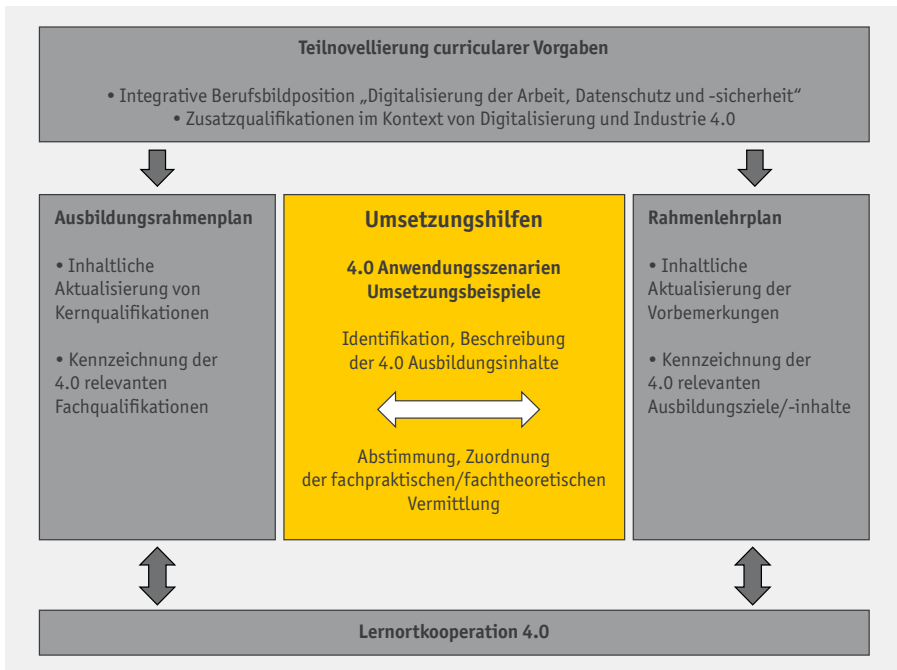 Teilnovellierung curricularer Vorgaben
• Integrative Berufsbildposition „Digitalisierung der Arbeit, Datenschutz und -sicherheit“
• Zusatzqualifikationen im Kontext von Digitalisierung und Industrie 4.0
Ausbildungsrahmenplan
• Inhaltliche
Aktualisierung von
Kernqualifikationen
• Kennzeichnung der
4.0 relevanten
Fachqualifikationen
Umsetzungshilfen
4.0 Anwendungsszenarien
Umsetzungsbeispiele
Identifikation, Beschreibung
der 4.0 Ausbildungsinhalte
Abstimmung, Zuordnung
der fachpraktischen/fachtheoretischen
Vermittlung
Rahmenlehrplan
• Inhaltliche
Aktualisierung der
Vorbemerkungen
• Kennzeichnung der
4.0 relevanten
Ausbildungsziele/-inhalte
Lernortkooperation 4.0